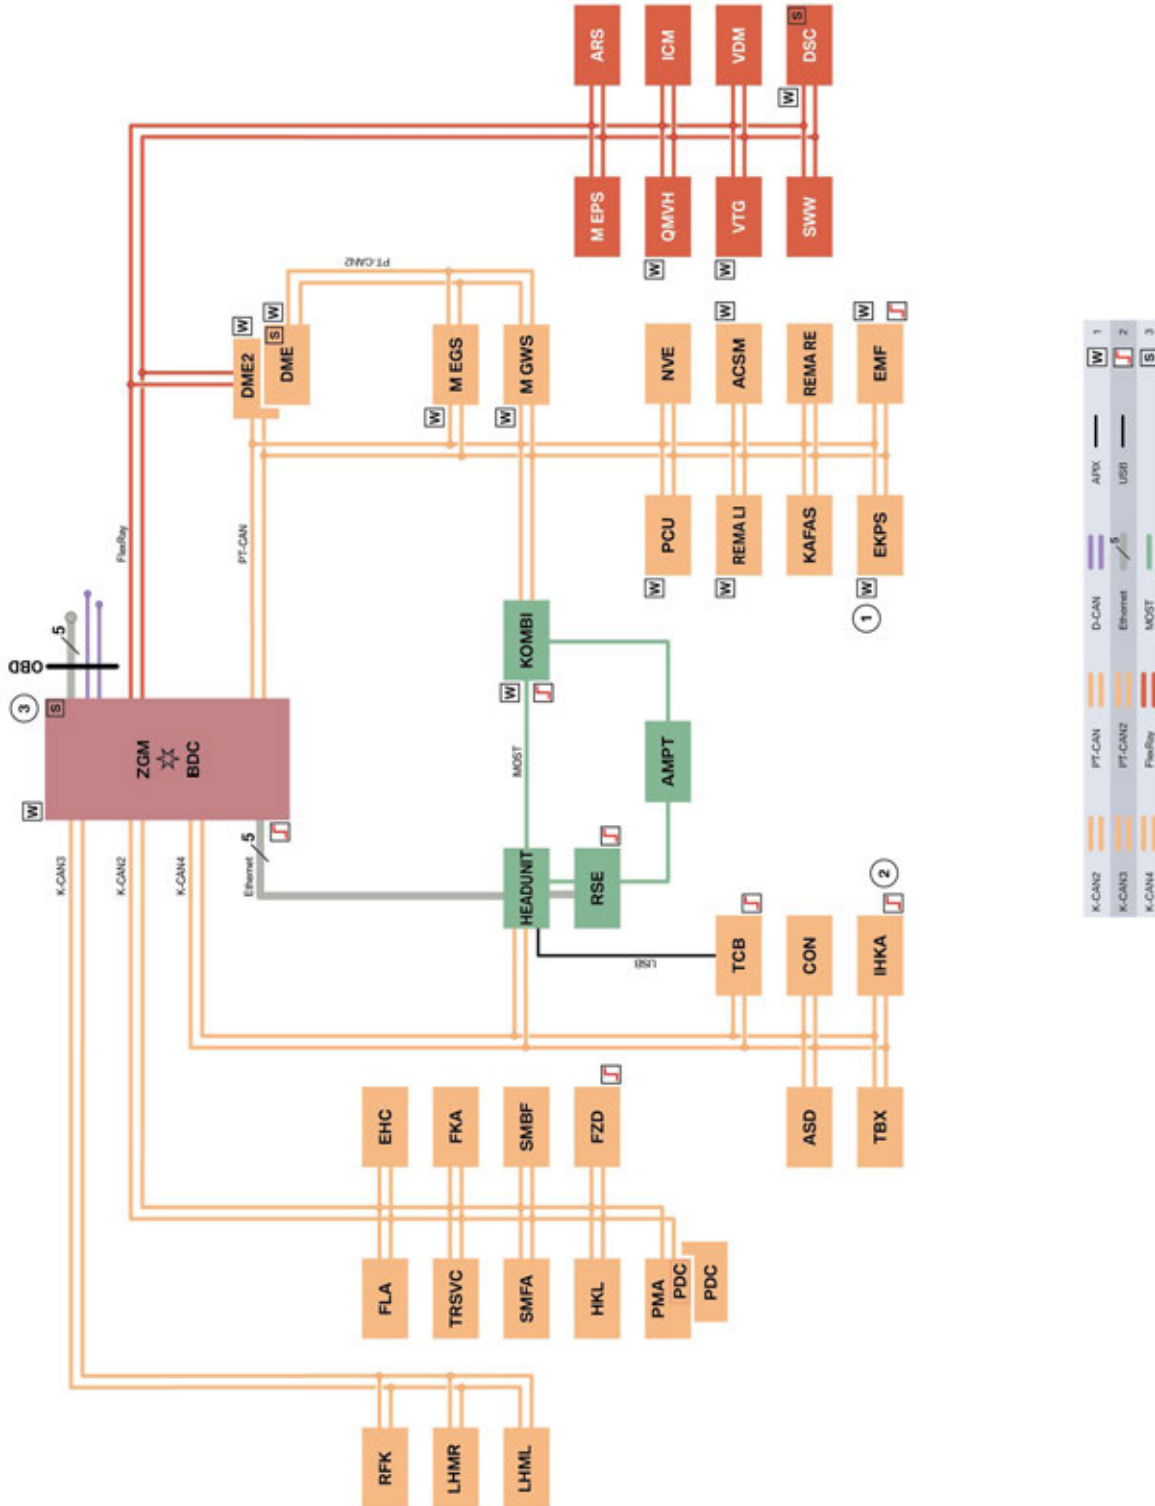 ARS
ICM
VDM
DSC
S
W
M EPS
QMVH
VTG
SWW
W
W
PT-CAN2
W
W
S
DME2
DME
M EGS
M GWS
W
W
NVE
ACSM
REMA RE
EMF
W
W
PCU
REMA LI
KAFAS
EKPS
W
W
W
1
FlexRay
PT-CAN
OBD
5
3
S
ZGM
BDC
W
KOMBI
W
MOST
AMPT
K-CAN3
K-CAN2
K-CAN4
Ethernet
5
HEADUNIT
RSE
USB
TCB
CON
IHKA
2
ASD
TBX
EHC
FKA
SMBF
FZD
FLA
TRSVC
SMFA
HKL
PMA
PDC
PDC
RFK
LHMR
LHML
K-CAN2 PT-CAN D-CAN APIX W 1
K-CAN3 PT-CAN2 Ethernet 5 USB 2
K-CAN4 FlexRay MOST S 3